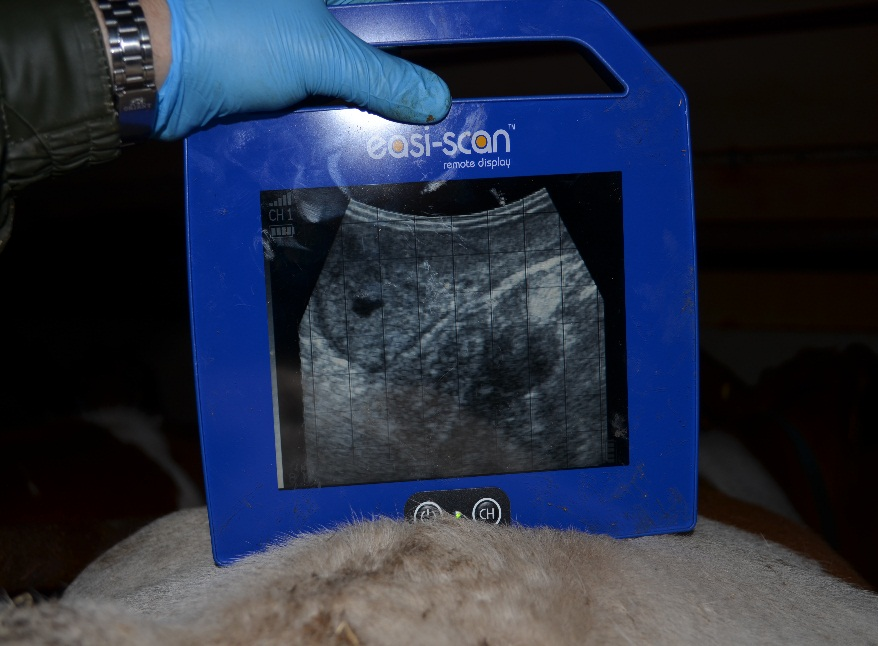 easi-scan™
remote display
CH 1
CH